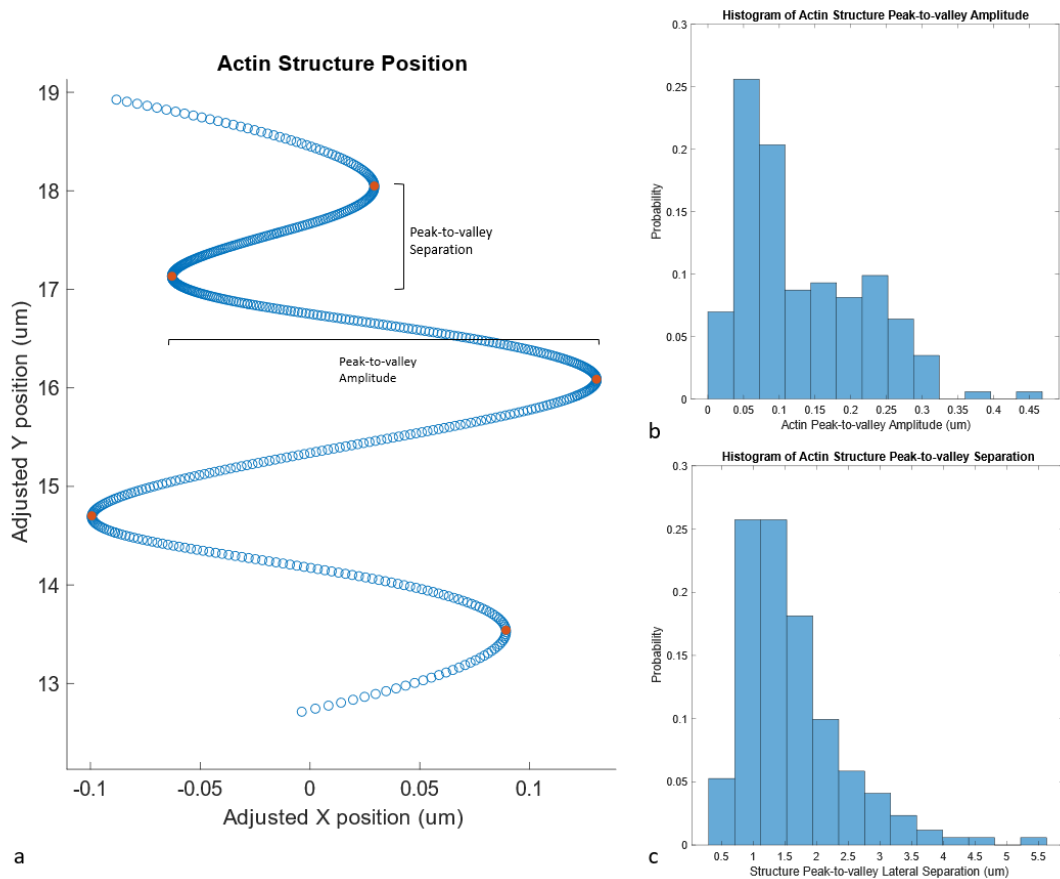 Actin Structure Position
19
18
17
16
15
14
13
Adjusted Y position (um)
Peak-to-valley
Separation
Peak-to-valley
Amplitude
-0.1
-0.05
0
0.05
0.1
Adjusted X position (um)
a
Histogram of Actin Structure Peak-to-valley Amplitude
0.3
0.25
0.2
0.15
0.1
0.05
0
Probability
0
0.05
0.1
0.15
0.2
0.25
0.3
0.35
0.4
0.45
Actin Peak-to-valley Amplitude (um)
b
Histogram of Actin Structure Peak-to-valley Separation
0.3
0.25
0.2
0.15
0.1
0.05
0
Probability
0.5
1
1.5
2
2.5
3
3.5
4
4.5
5
5.5
Structure Peak-to-valley Lateral Separation (um)
c